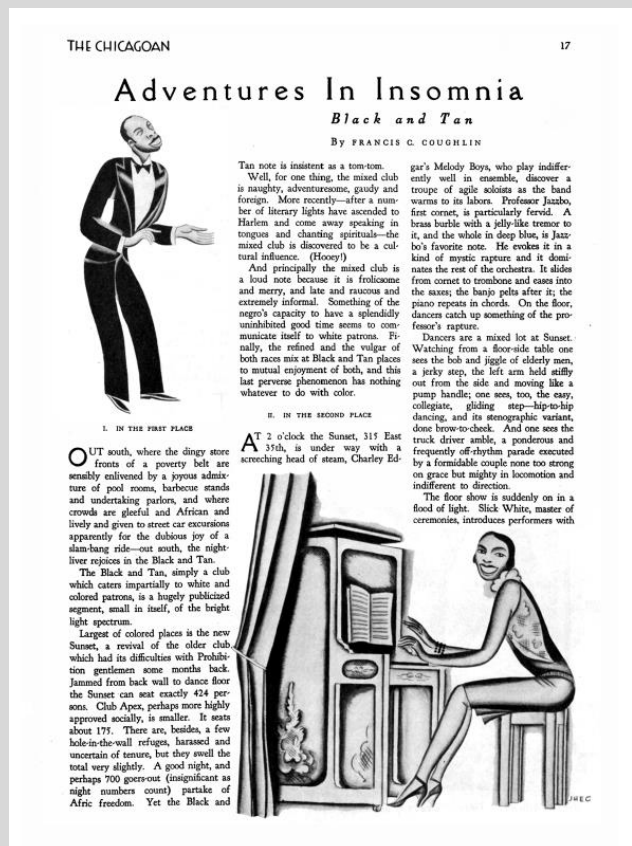 THE CHICAGOAN
17
Adventures In Insomnia
Black and Tan
By FRANCIS C. COUGHLIN
I. IN THE FIRST PLACE
OUT south, where the dingy store
fronts of a poverty belt are
sensibly enlivened by a joyous admix-
ture of pool rooms, barbecue stands
and undertaking parlors, and where
crowds are gleeful and African and
lively and given to street car excursions
apparently for the dubious joy of a
slam-bang ride—out south, the night-
liver rejoices in the Black and Tan.
The Black and Tan, simply a club
which caters impartially to white and
colored patrons, is a hugely publicized
segment, small in itself, of the bright
light spectrum.
Largest of colored places is the new
Sunset, a revival of the older club,
which had its difficulties with Prohibi-
tion gentlemen some months back.
Jammed from back wall to dance floor
the Sunset can seat exactly 424 per-
sons. Club Apex, perhaps more highly
approved socially, is smaller. It seats
about 175. There are, besides, a few
hole-in-the-wall refuges, harassed and
uncertain of tenure, but they swell the
total very slightly. A good night, and
perhaps 700 goers-out (insignificant as
night numbers count) partake of
Afric freedom. Yet the Black and
Tan note is insistent as a tom-tom.
Well, for one thing, the mixed club
is naughty, adventuresome, gaudy and
foreign. More recently—after a num-
ber of literary lights have ascended to
Harlem and come away speaking in
tongues and chanting spirituals—the
mixed club is discovered to be a cul-
tural influence. (Hooey!)
And principally the mixed club is
a loud note because it is frolicsome
and merry, and late and raucous and
extremely informal. Something of the
negro's capacity to have a splendidly
uninhibited good time seems to com-
municate itself to white patrons. Fi-
nally, the refined and the vulgar of
both races mix at Black and Tan places
to mutual enjoyment of both, and this
last perverse phenomenon has nothing
whatever to do with color.
II. IN THE SECOND PLACE
AT 2 o'clock the Sunset, 315 East
35th, is under way with a
screeching head of steam, Charley Ed-
gar's Melody Boys, who play indiffer-
ently well in ensemble, discover a
troupe of agile soloists as the band
warms to its labors. Professor Jazzbo,
first cornet, is particularly fervid. A
brass burble with a jelly-like tremor to
it, and the whole in deep blue, is Jazz-
bo's favorite note. He evokes it in a
kind of mystic rapture and it domi-
nates the rest of the orchestra. It slides
from cornet to trombone and eases into
the saxes; the banjo pelts after it; the
piano repeats in chords. On the floor,
dancers catch up something of the pro-
fessor's rapture.
Dancers are a mixed lot at Sunset.
Watching from a floor-side table one
sees the bob and jiggle of elderly men,
a jerky step, the left arm held stiffly
out from the side and moving like a
pump handle; one sees, too, the easy,
collegiate, gliding step—hip-to-hip
dancing, and its stenographic variant,
done brow-to-cheek. And one sees the
truck driver amble, a ponderous and
frequently off-rhythm parade executed
by a formidable couple none too strong
on grace but mighty in locomotion and
indifferent to direction.
The floor show is suddenly on in a
flood of light. Slick White, master of
ceremonies, introduces performers with
JHEC